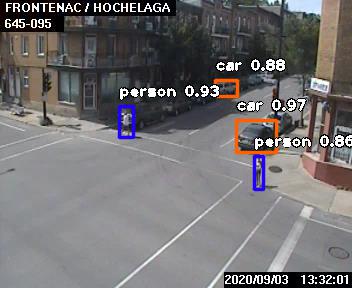 FRONTENAC / HOCHELAGA
645-095
car 0.88
person 0.93
car 0.97
person 0.86
2020/09/03 13:32:01